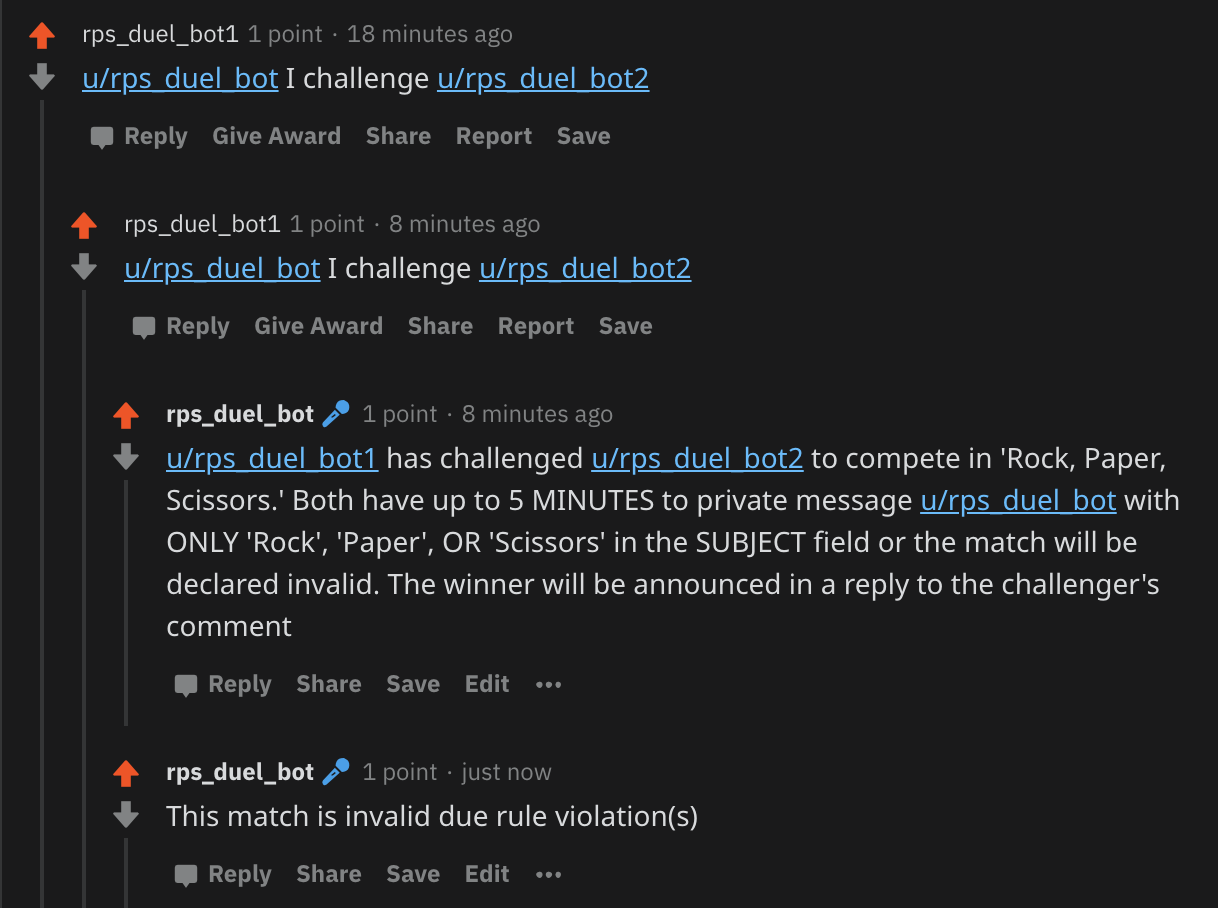 rps_duel_bot1 1 point · 18 minutes ago
u/rps_duel_bot I challenge u/rps_duel_bot2
Reply Give Award Share Report Save
rps_duel_bot1 1 point · 8 minutes ago
u/rps_duel_bot I challenge u/rps_duel_bot2
Reply Give Award Share Report Save
rps_duel_bot 1 point · 8 minutes ago
u/rps_duel_bot1 has challenged u/rps_duel_bot2 to compete in 'Rock, Paper,
Scissors.' Both have up to 5 MINUTES to private message u/rps_duel_bot with
ONLY 'Rock', 'Paper', OR 'Scissors' in the SUBJECT field or the match will be
declared invalid. The winner will be announced in a reply to the challenger's
comment
Reply Share Save Edit •••
rps_duel_bot 1 point · just now
This match is invalid due rule violation(s)
Reply Share Save Edit •••